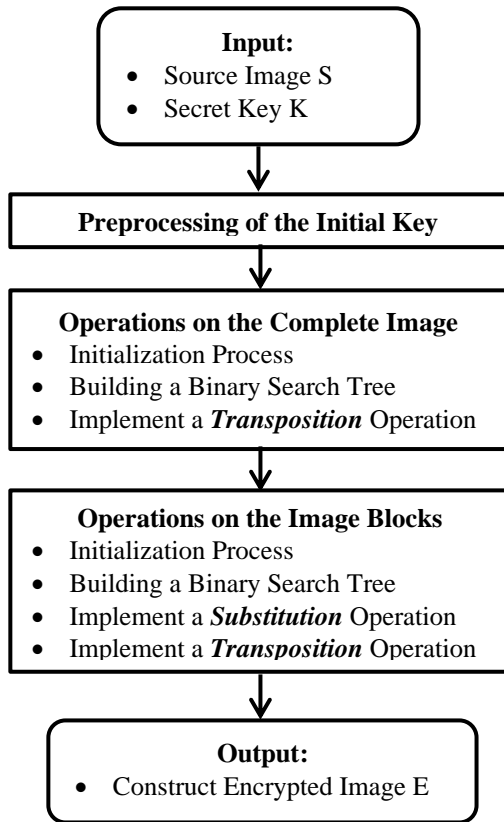 Input:
• Source Image S
• Secret Key K
Preprocessing of the Initial Key
Operations on the Complete Image
• Initialization Process
• Building a Binary Search Tree
• Implement a Transposition Operation
Operations on the Image Blocks
• Initialization Process
• Building a Binary Search Tree
• Implement a Substitution Operation
• Implement a Transposition Operation
Output:
• Construct Encrypted Image E